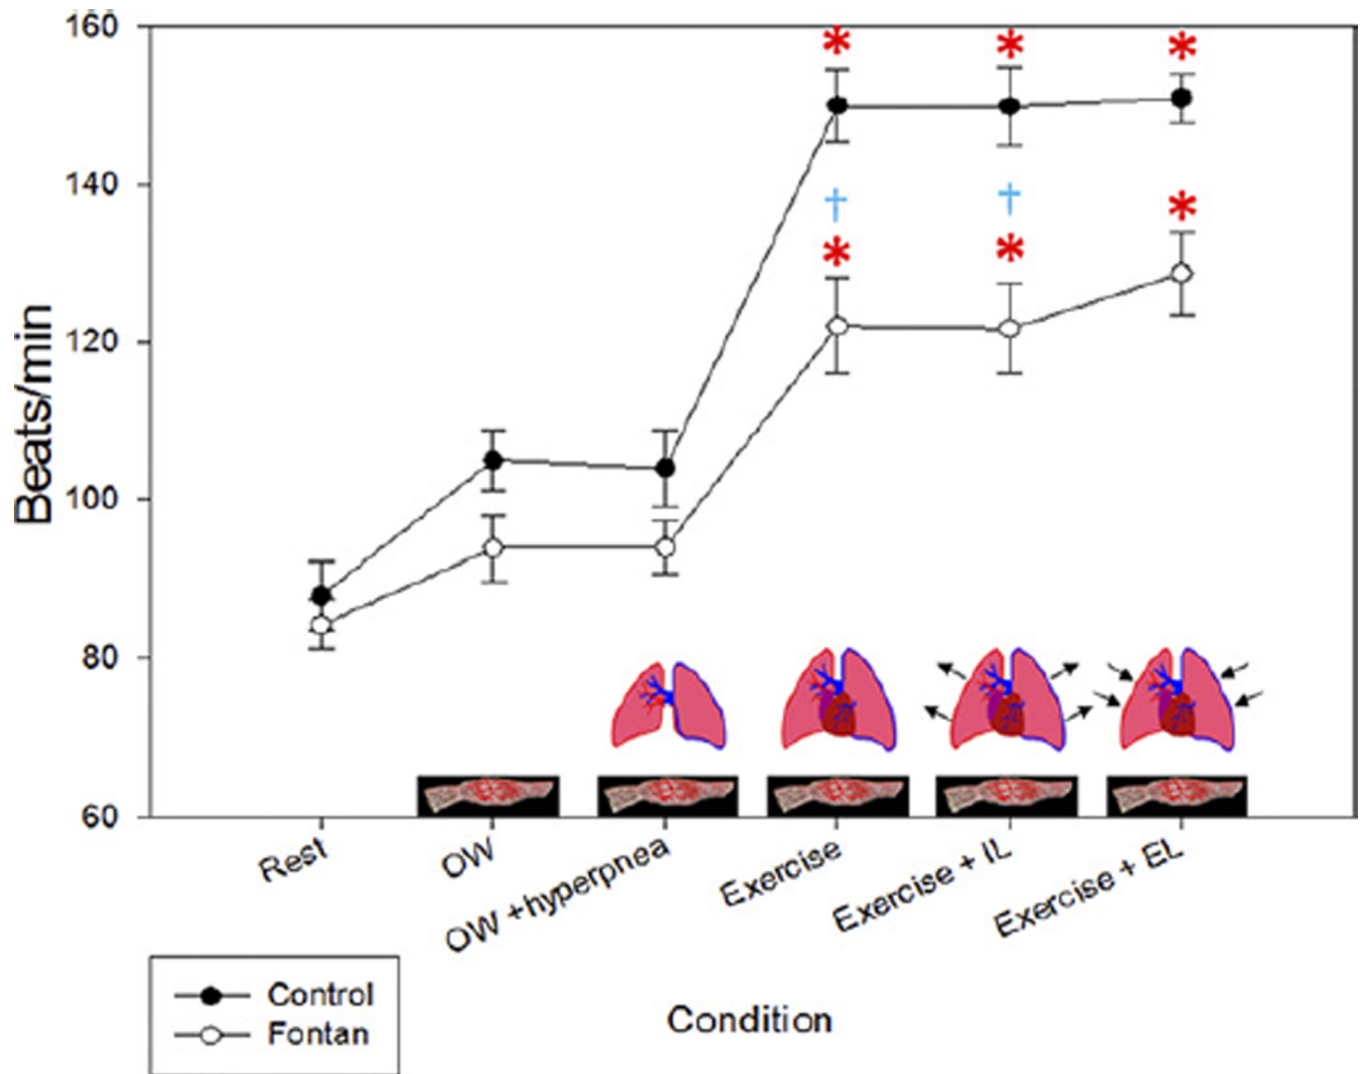 160
140
120
100
80
60
Beats/min
*
*
*
†
†
*
*
*
Rest
OW
OW +hyperpnea
Exercise
Exercise + IL
Exercise + EL
Control
Fontan
Condition